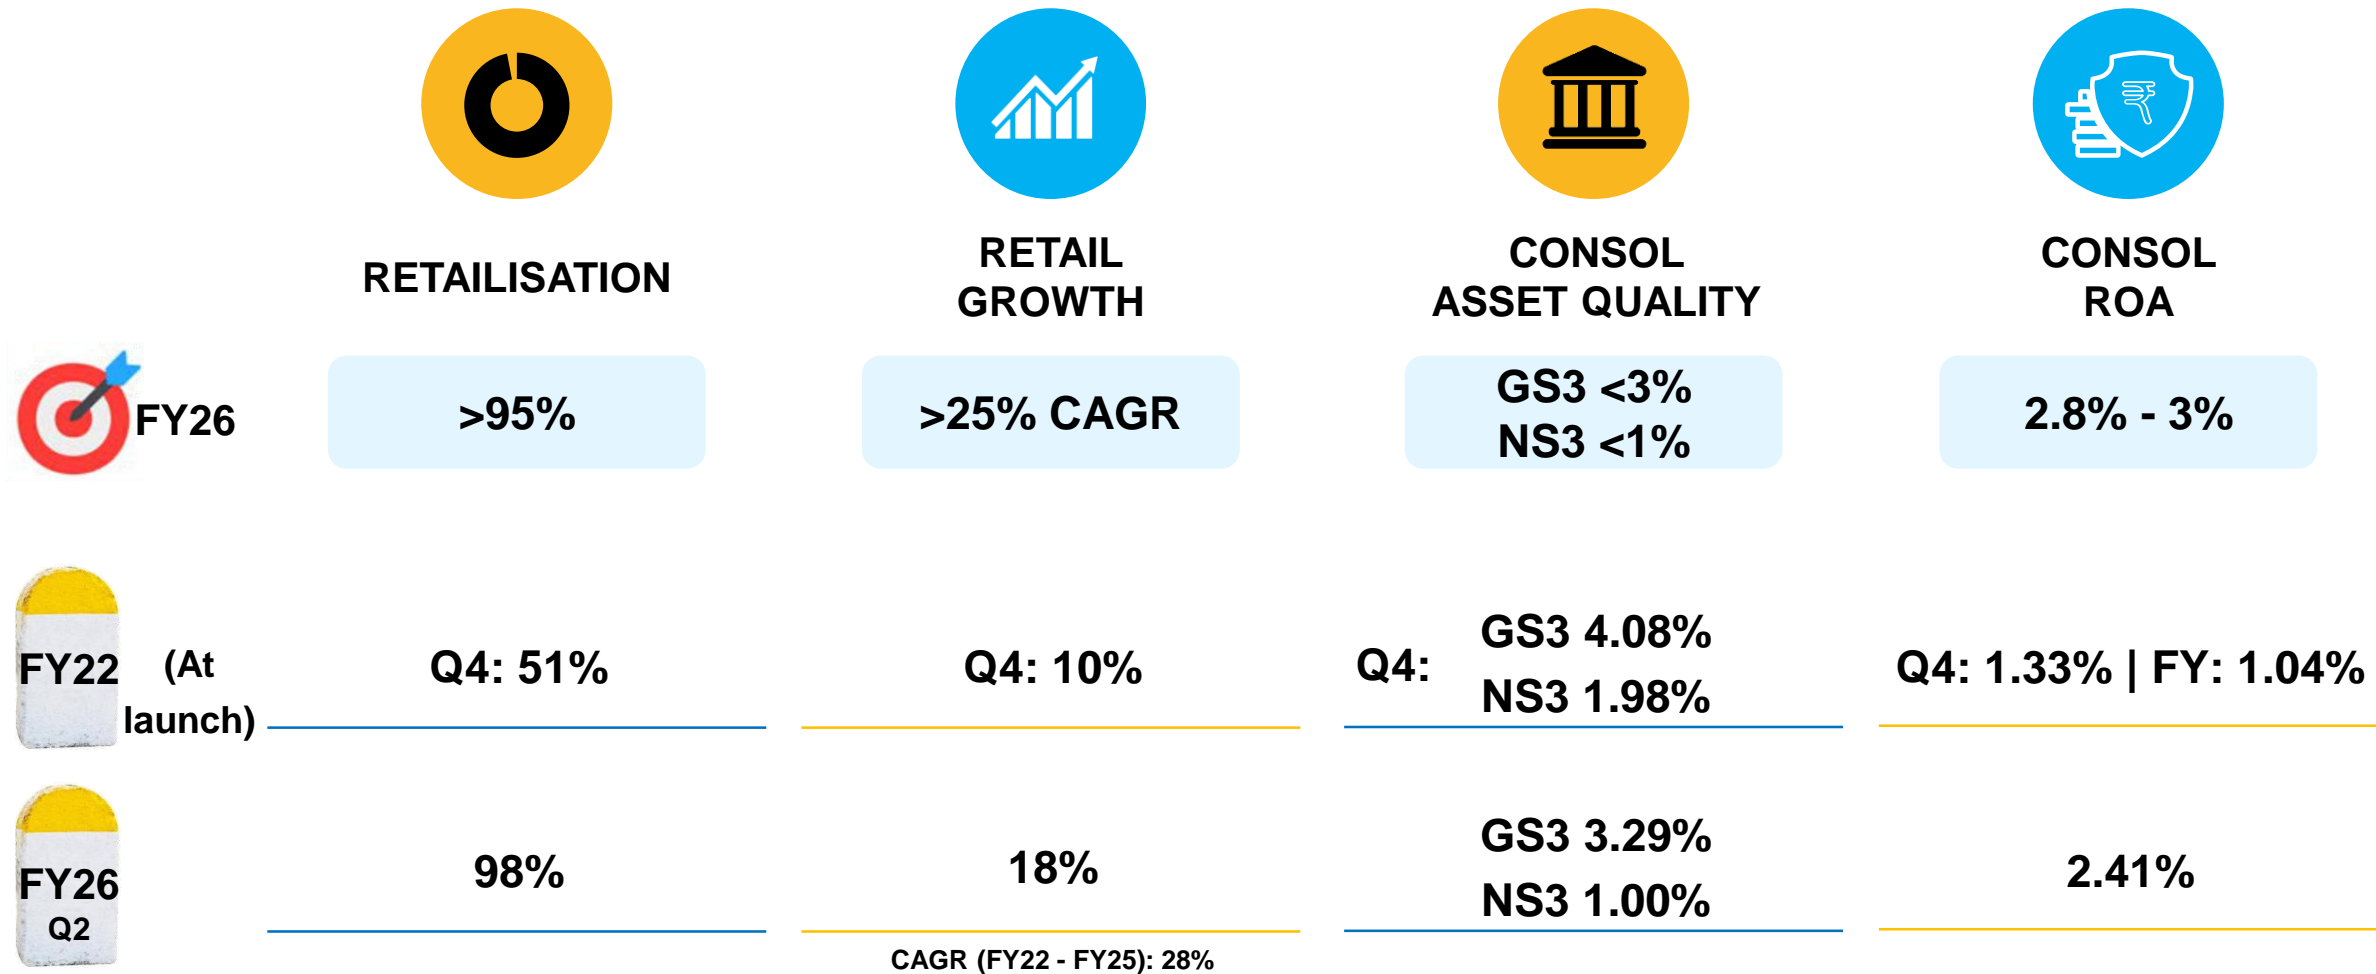 RETAILISATION
RETAIL
GROWTH
CONSOL
ASSET QUALITY
CONSOL
ROA
FY26
>95%
>25% CAGR
GS3 <3%
NS3 <1%
2.8% - 3%
FY22 (At
launch)
Q4: 51%
Q4: 10%
Q4:
GS3 4.08%
NS3 1.98%
Q4: 1.33% | FY: 1.04%
FY26
Q2
98%
18%
GS3 3.29%
NS3 1.00%
2.41%
CAGR (FY22 - FY25): 28%